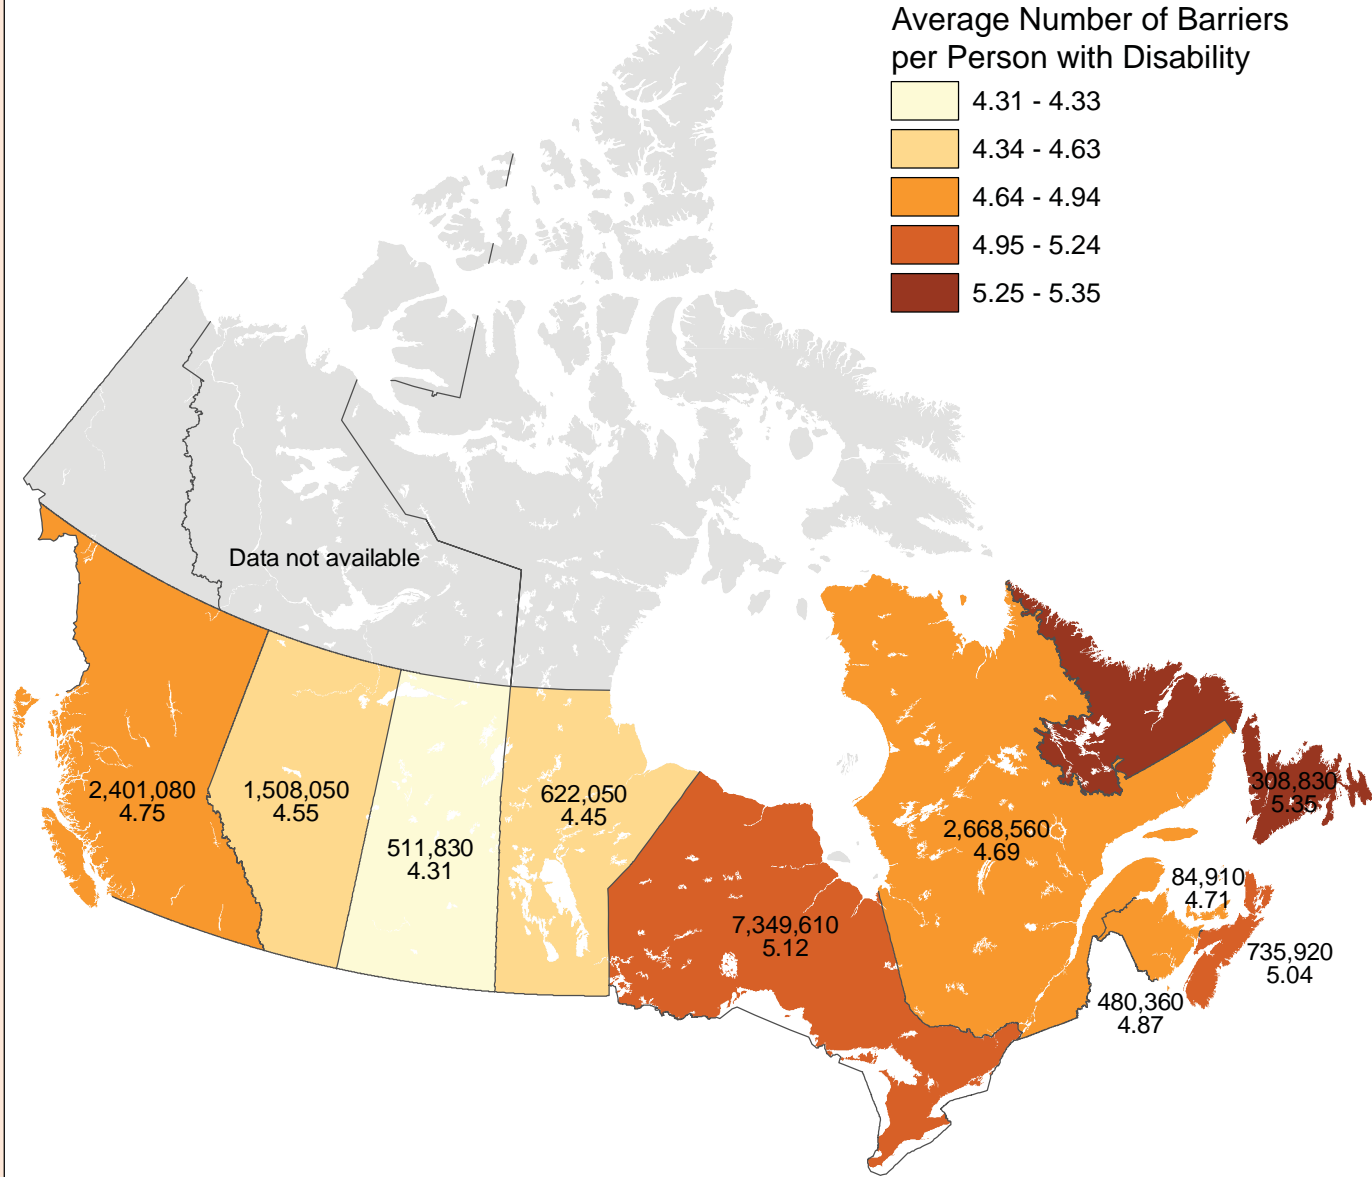 Average Number of Barriers
per Person with Disability
4.31 - 4.33
4.34 - 4.63
4.64 - 4.94
4.95 - 5.24
5.25 - 5.35
Data not available
2,401,080
4.75
1,508,050
4.55
511,830
4.31
622,050
4.45
7,349,610
5.12
2,668,560
4.69
308,830
5.35
84,910
4.71
735,920
5.04
480,360
4.87